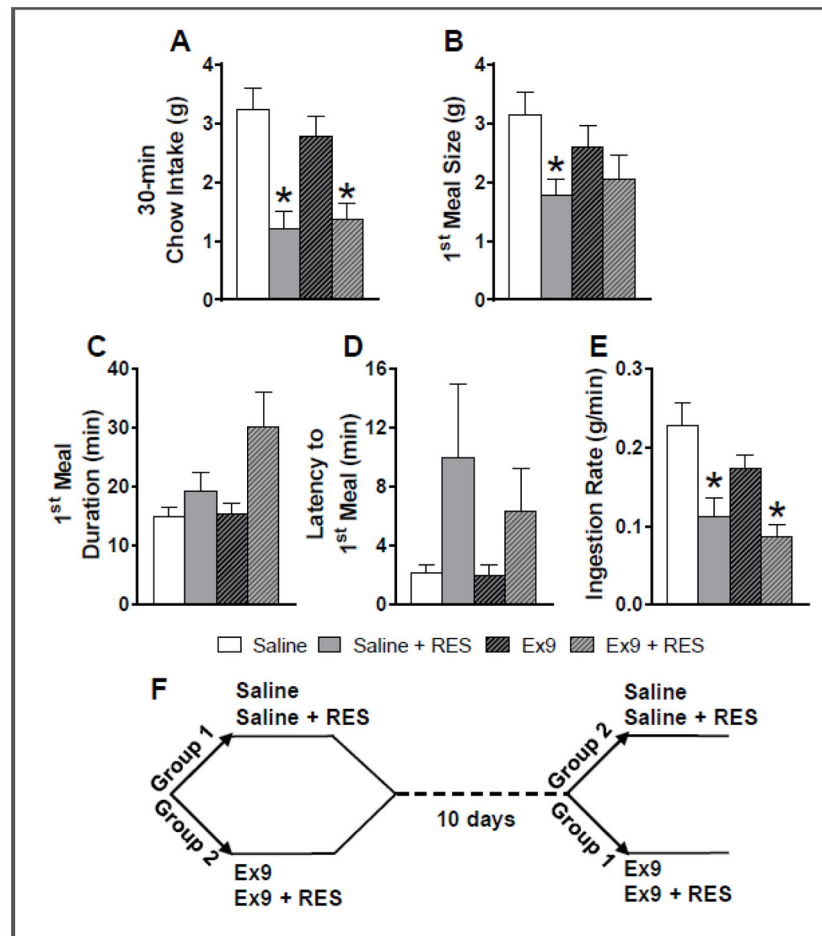 A
B
30-min
Chow Intake (g)
4
3
2
1
0
*
*
1st Meal Size (g)
4
3
2
1
0
*
C
D
E
1st Meal
Duration (min)
40
30
20
10
0
Latency to
1st Meal (min)
16
12
8
4
0
Ingestion Rate (g/min)
0.3
0.2
0.1
0.0
*
*
Saline Saline + RES Ex9 Ex9 + RES
F
Saline
Saline + RES
Group 1
Group 2
Ex9
Ex9 + RES
10 days
Saline
Saline + RES
Group 2
Group 1
Ex9
Ex9 + RES